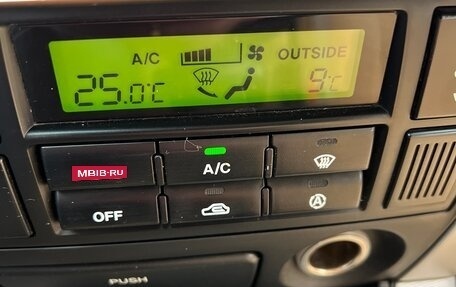 A/C OUTSIDE
25.0℃ 9℃
MBIB-RU
A/C
OFF
A
PUSH